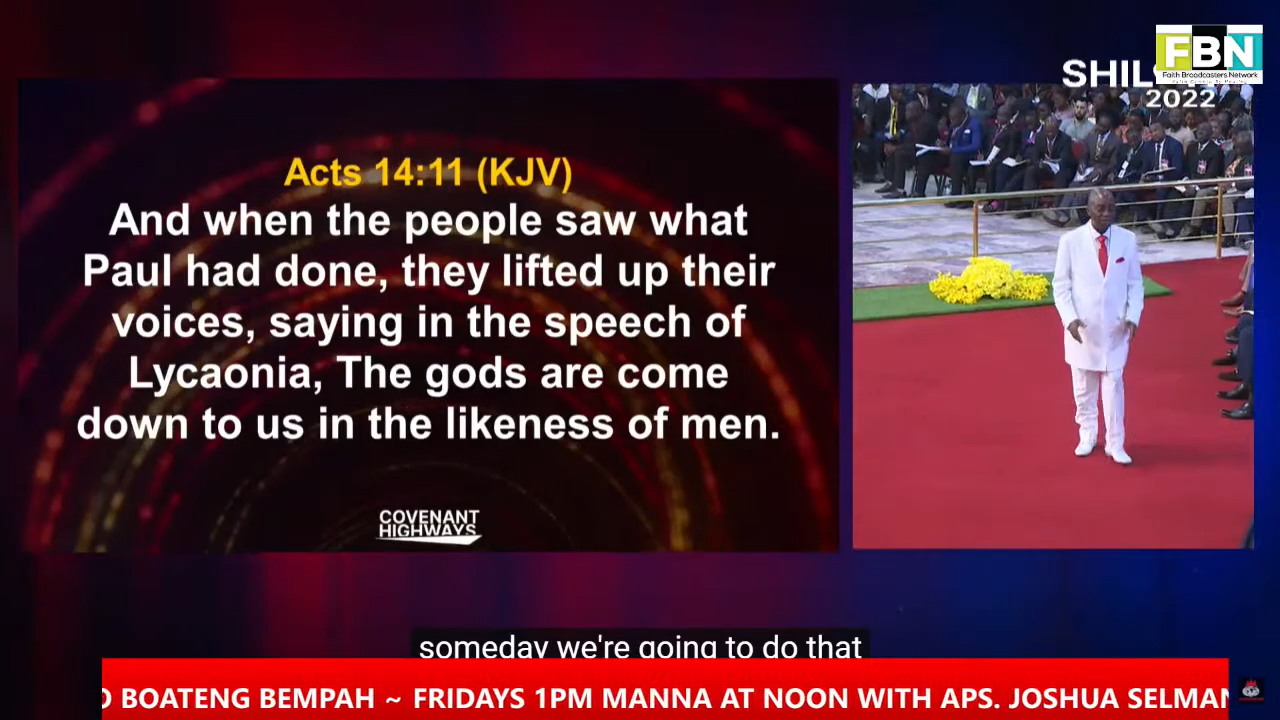 FBN
Faith Broadcasters Network
2022
Acts 14:11 (KJV)
And when the people saw what
Paul had done, they lifted up their
voices, saying in the speech of
Lycaonia, The gods are come
down to us in the likeness of men.
COVENANT
HIGHWAYS
someday we're going to do that
BOATENG BEMPAH ~ FRIDAYS 1PM MANNA AT NOON WITH APS. JOSHUA